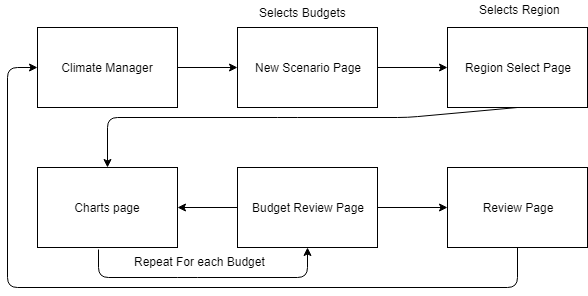 Selects Budgets
Selects Region
Climate Manager
New Scenario Page
Region Select Page
Charts page
Budget Review Page
Review Page
Repeat For each Budget